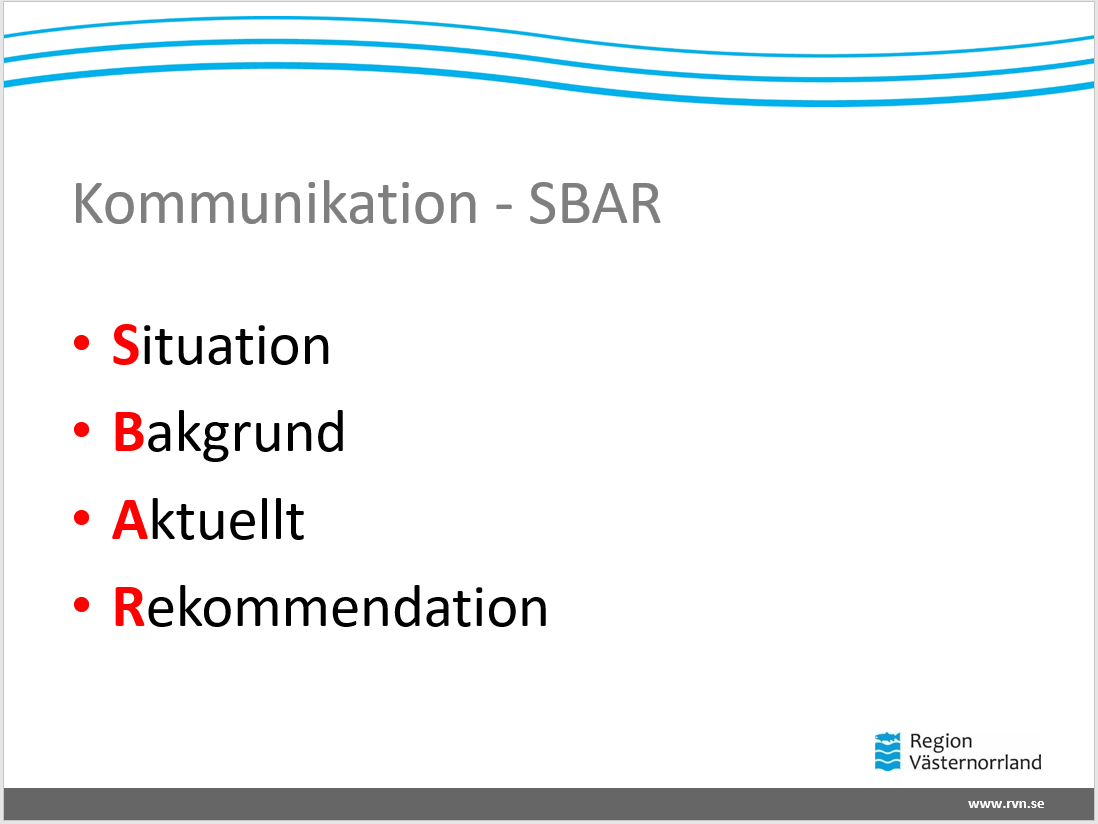 Kommunikation - SBAR
• Situation
• Bakgrund
• Aktuellt
• Rekommendation
Region
Västernorrland
www.rvn.se